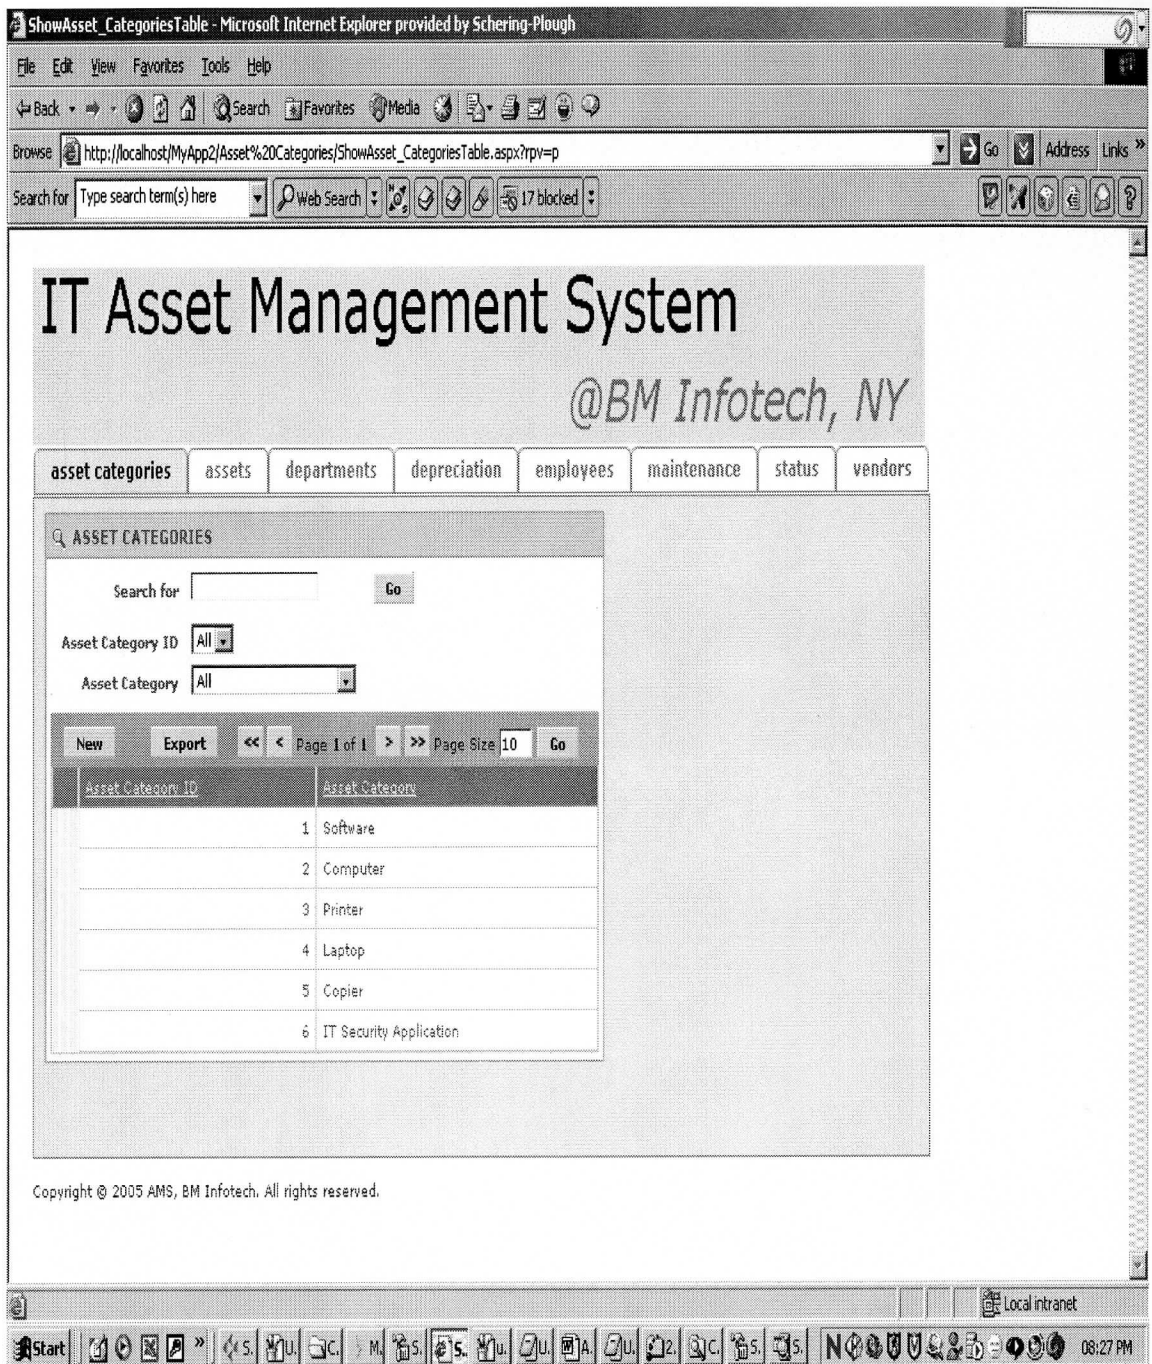 ShowAsset_CategoriesTable - Microsoft Internet Explorer provided by Schering-Plough
File Edit View Favorites Tools Help
Back Search Favorites Media
Browse http://localhost/MyApp2/Asset%20Categories/ShowAsset_CategoriesTable.aspx?rpv=p Go Address Links »
Search for Type search term(s) here Web Search 17 blocked
IT Asset Management System
@BM Infotech, NY
asset categories assets departments depreciation employees maintenance status vendors
ASSET CATEGORIES
Search for Go
Asset Category ID All
Asset Category All
New Export << < Page 1 of 1 > >> Page Size 10 Go
Asset Category ID Asset Category
1 Software
2 Computer
3 Printer
4 Laptop
5 Copier
6 IT Security Application
Copyright © 2005 AMS, BM Infotech. All rights reserved.
Local intranet
Start » S. U. C. M. S. S. U. U. A. U. 2. C. S. S. 08:27 PM